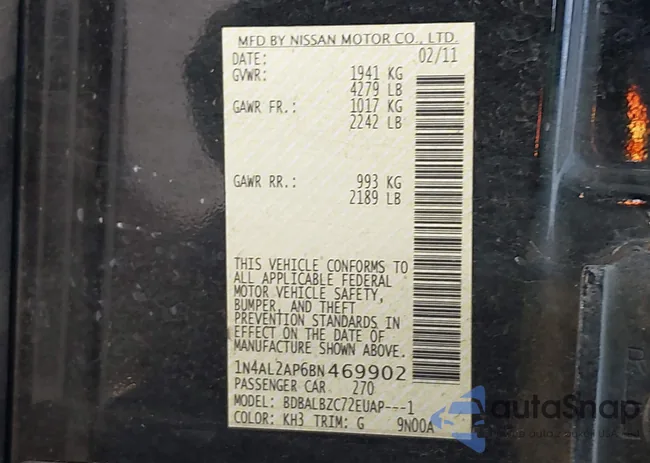 MFD BY NISSAN MOTOR CO., LTD.
DATE: 02/11
GVWR: 1941 KG
4279 LB
GAWR FR.: 1017 KG
2242 LB
GAWR RR.: 993 KG
2189 LB
THIS VEHICLE CONFORMS TO
ALL APPLICABLE FEDERAL
MOTOR VEHICLE SAFETY,
BUMPER, AND THEFT
PREVENTION STANDARDS IN
EFFECT ON THE DATE OF
MANUFACTURE SHOWN ABOVE.
1N4AL2AP6BN469902
PASSENGER CAR 270
MODEL: BDBALBZC72EUAP---1
COLOR: KH3 TRIM: G 9N00A
autoSnap